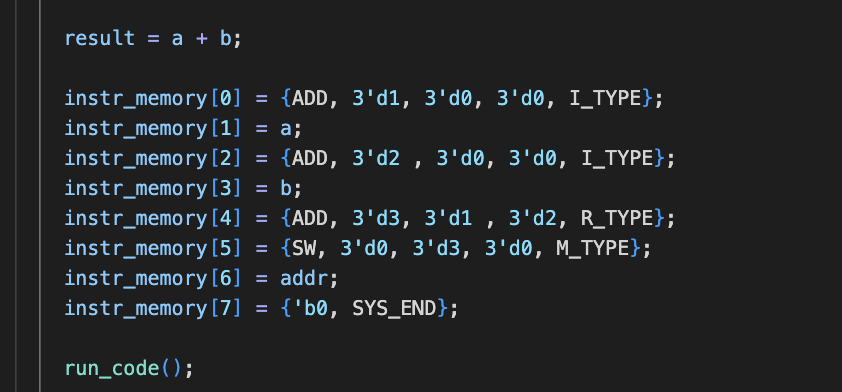 result = a + b;
instr_memory[0] = {ADD, 3'd1, 3'd0, 3'd0, I_TYPE};
instr_memory[1] = a;
instr_memory[2] = {ADD, 3'd2 , 3'd0, 3'd0, I_TYPE};
instr_memory[3] = b;
instr_memory[4] = {ADD, 3'd3, 3'd1 , 3'd2, R_TYPE};
instr_memory[5] = {SW, 3'd0, 3'd3, 3'd0, M_TYPE};
instr_memory[6] = addr;
instr_memory[7] = {'b0, SYS_END};
run_code();